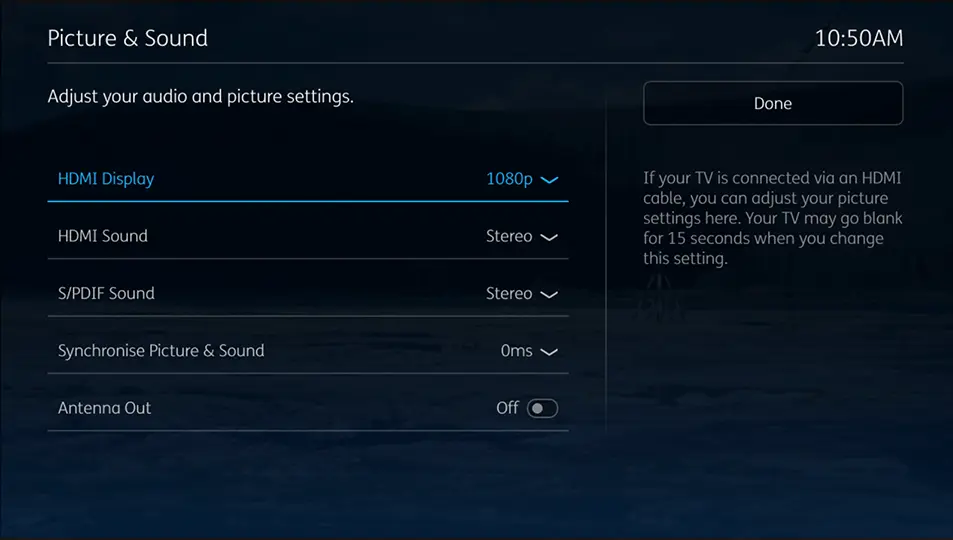 Picture & Sound
10:50AM
Adjust your audio and picture settings.
Done
HDMI Display
1080p
If your TV is connected via an HDMI
cable, you can adjust your picture
settings here. Your TV may go blank
for 15 seconds when you change
this setting.
HDMI Sound
Stereo
S/PDIF Sound
Stereo
Synchronise Picture & Sound
0ms
Antenna Out
Off